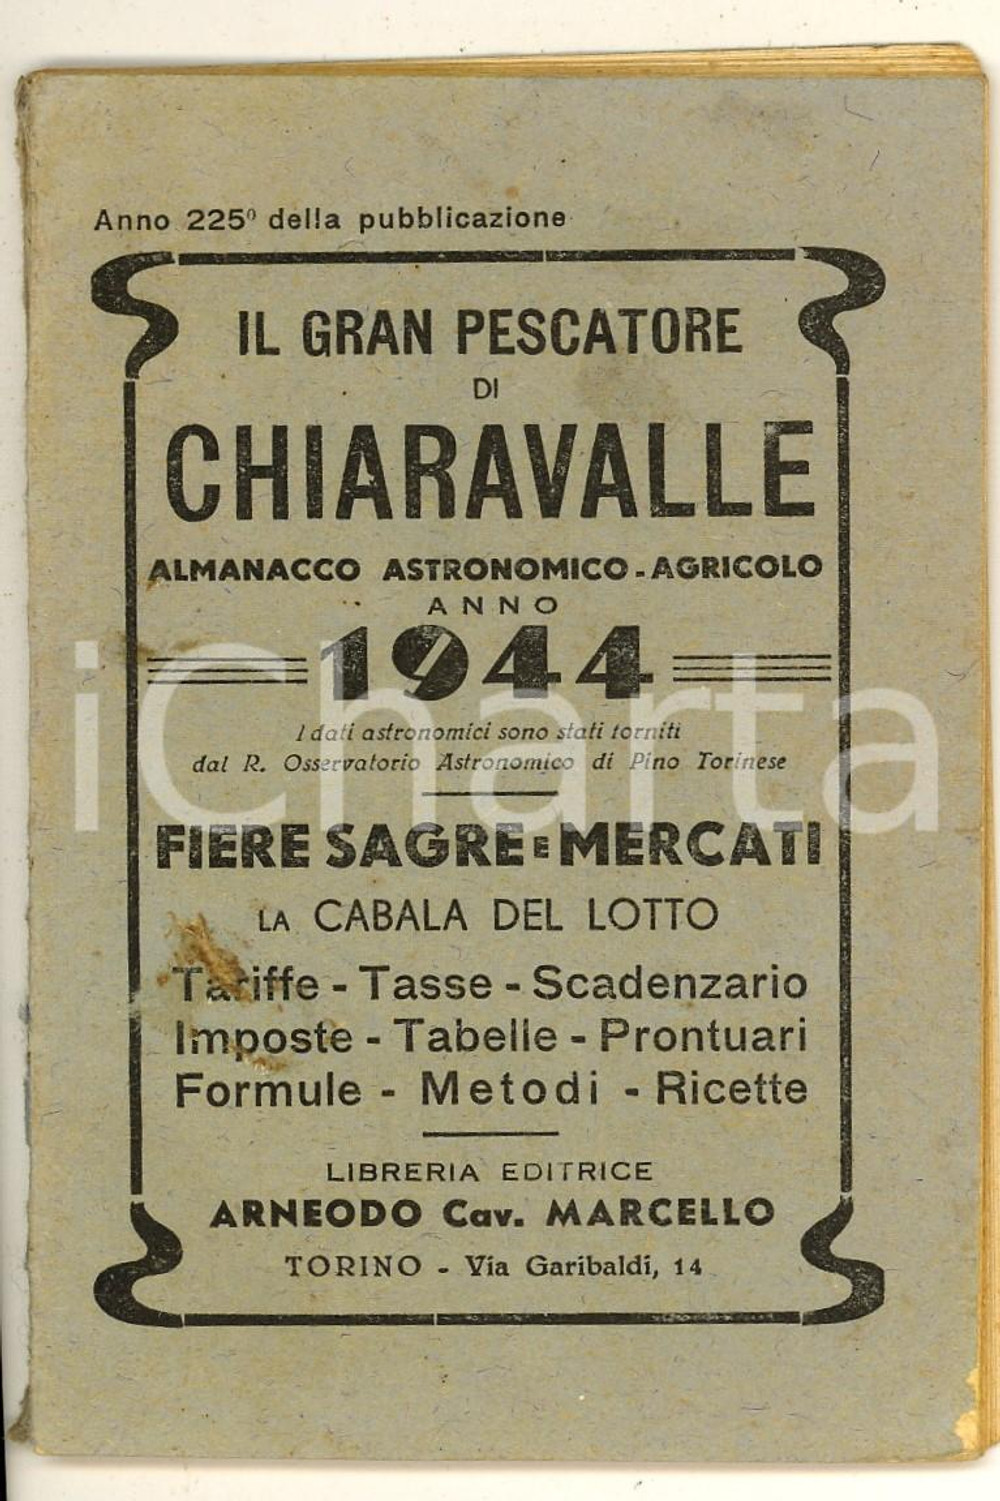 Anno 225º della pubblicazione
IL GRAN PESCATORE
DI
CHIARAVALLE
ALMANACCO ASTRONOMICO-AGRICOLO
ANNO
1944
I dati astronomici sono stati forniti
dal R. Osservatorio Astronomico di Pino Torinese
iCharta
FIERE SAGRE E MERCATI
LA CABALA DEL LOTTO
Tariffe - Tasse - Scadenzario
Imposte - Tabelle - Prontuari
Formule - Metodi - Ricette
LIBRERIA EDITRICE
ARNEODO Cav. MARCELLO
TORINO - Via Garibaldi, 14